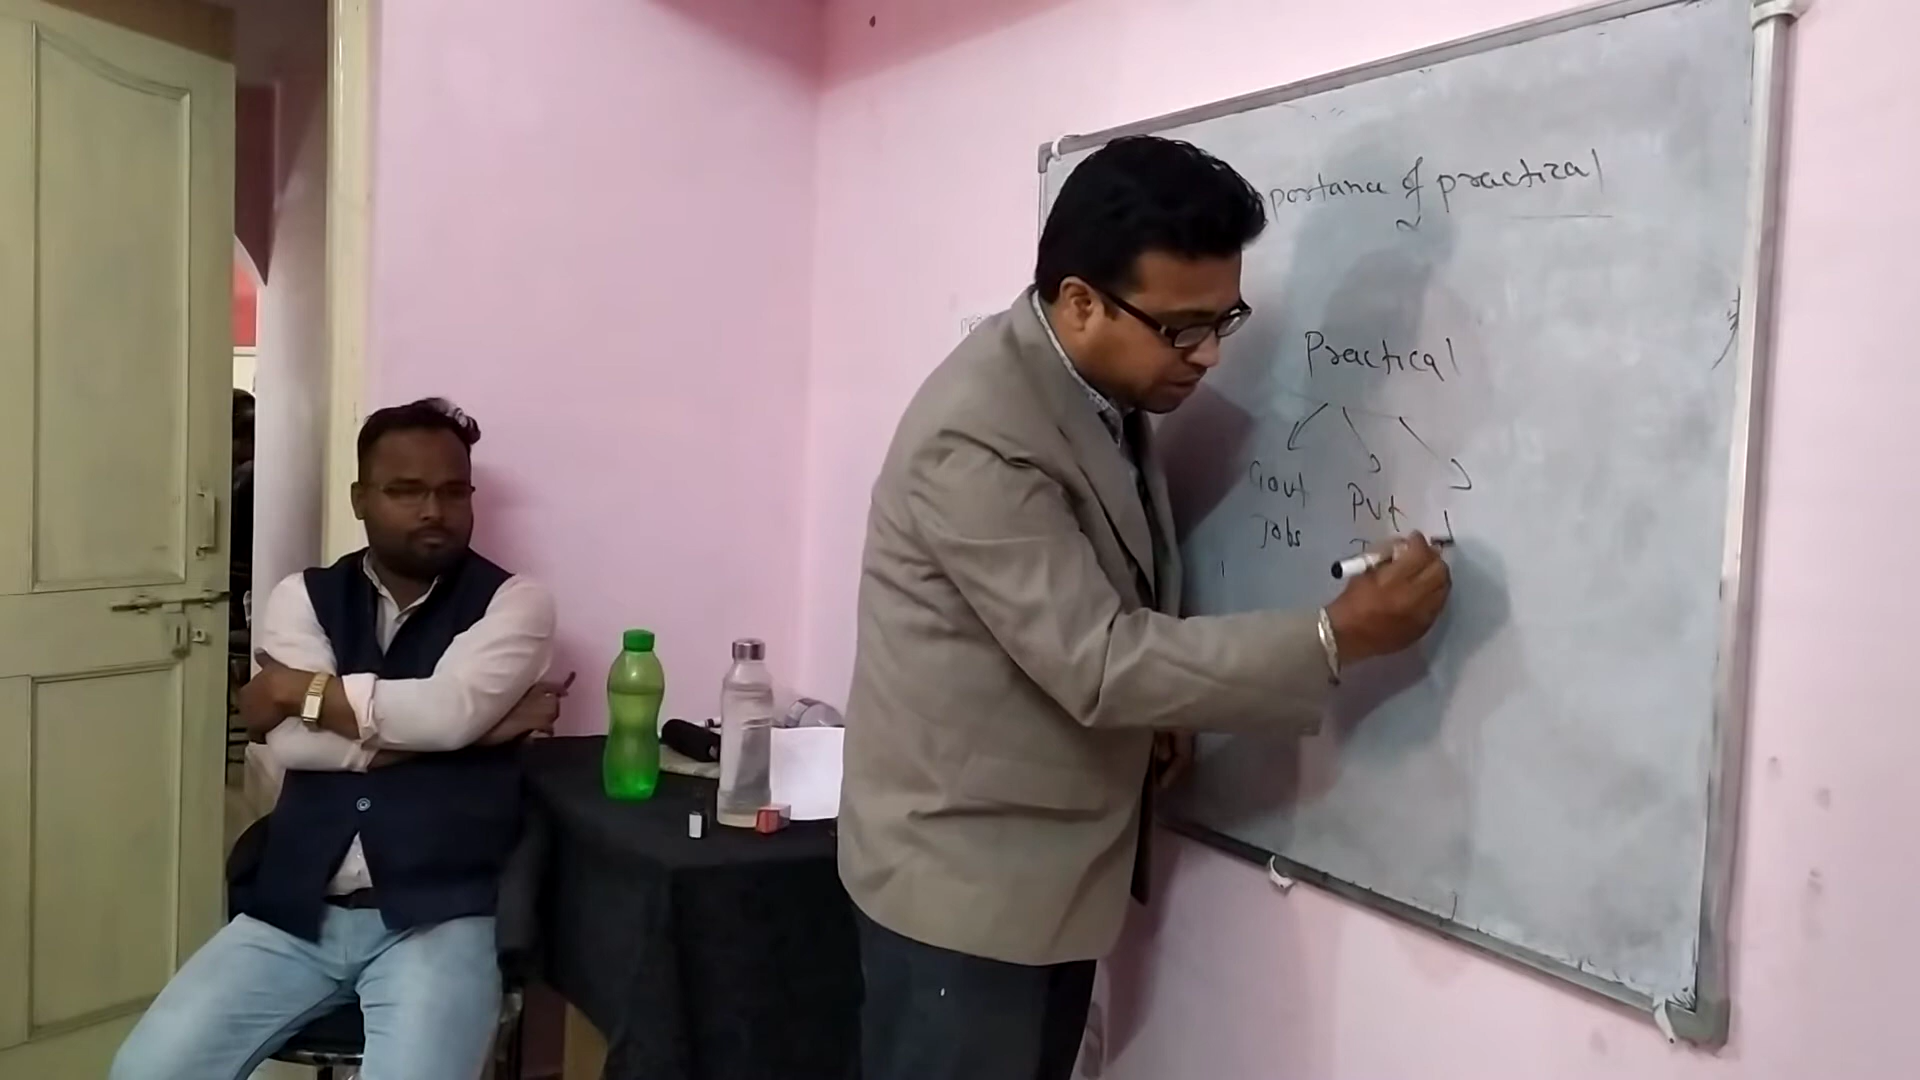 portance of practical
Practical
Govt
Jobs
Pvt